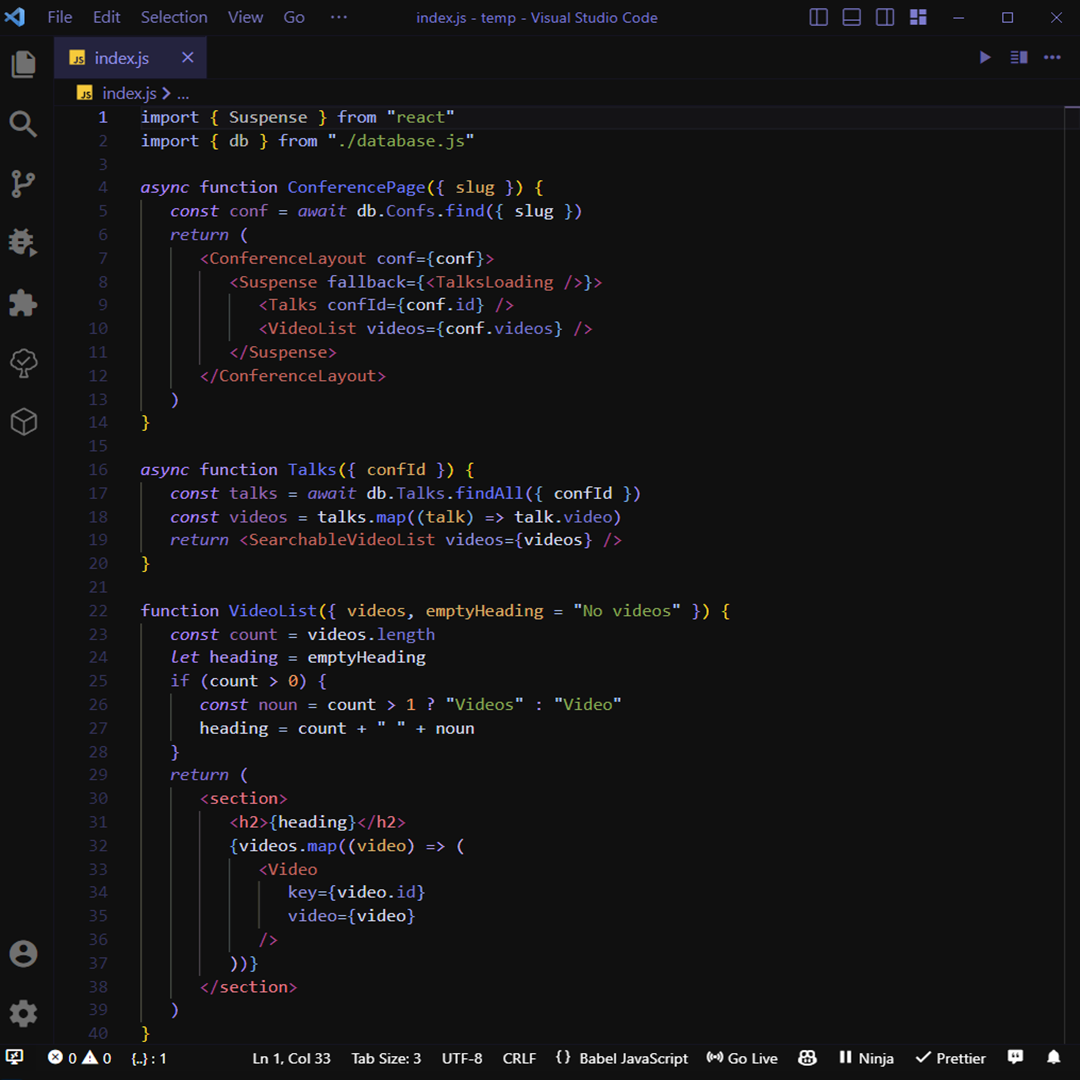 File Edit Selection View Go ··· index.js - temp - Visual Studio Code
JS index.js
JS index.js > ...
1 import { Suspense } from "react"
2 import { db } from "./database.js"
3
4 async function ConferencePage({ slug }) {
5 const conf = await db.Confs.find({ slug })
6 return (
7 <ConferenceLayout conf={conf}>
8 <Suspense fallback={<TalksLoading />}>
9 <Talks confId={conf.id} />
10 <VideoList videos={conf.videos} />
11 </Suspense>
12 </ConferenceLayout>
13 )
14 }
15
16 async function Talks({ confId }) {
17 const talks = await db.Talks.findAll({ confId })
18 const videos = talks.map((talk) => talk.video)
19 return <SearchableVideoList videos={videos} />
20 }
21
22 function VideoList({ videos, emptyHeading = "No videos" }) {
23 const count = videos.length
24 let heading = emptyHeading
25 if (count > 0) {
26 const noun = count > 1 ? "Videos" : "Video"
27 heading = count + " " + noun
28 }
29 return (
30 <section>
31 <h2>{heading}</h2>
32 {videos.map((video) => (
33 <Video
34 key={video.id}
35 video={video}
36 />
37 ))}
38 </section>
39 )
40 }
0 0 {..} : 1 Ln 1, Col 33 Tab Size: 3 UTF-8 CRLF {} Babel JavaScript Go Live Ninja Prettier